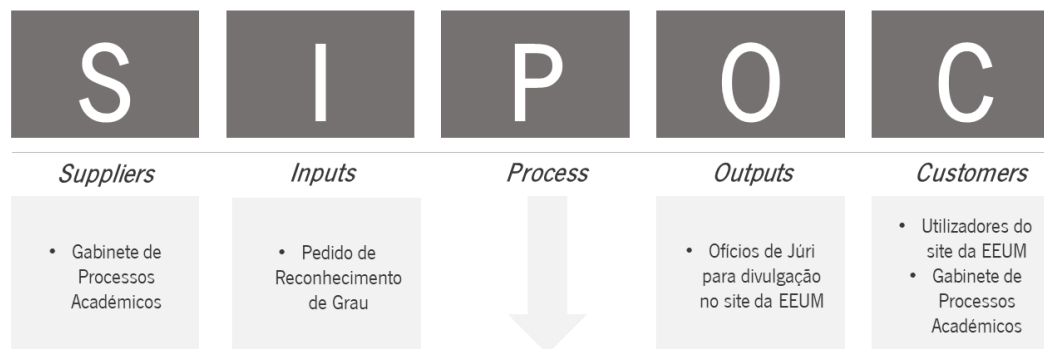 S I P O C
Suppliers Inputs Process Outputs Customers
• Gabinete de
Processos
Académicos
• Pedido de
Reconhecimento
de Grau
• Ofícios de Júri
para divulgação
no site da EEUM
• Utilizadores do
site da EEUM
• Gabinete de
Processos
Académicos